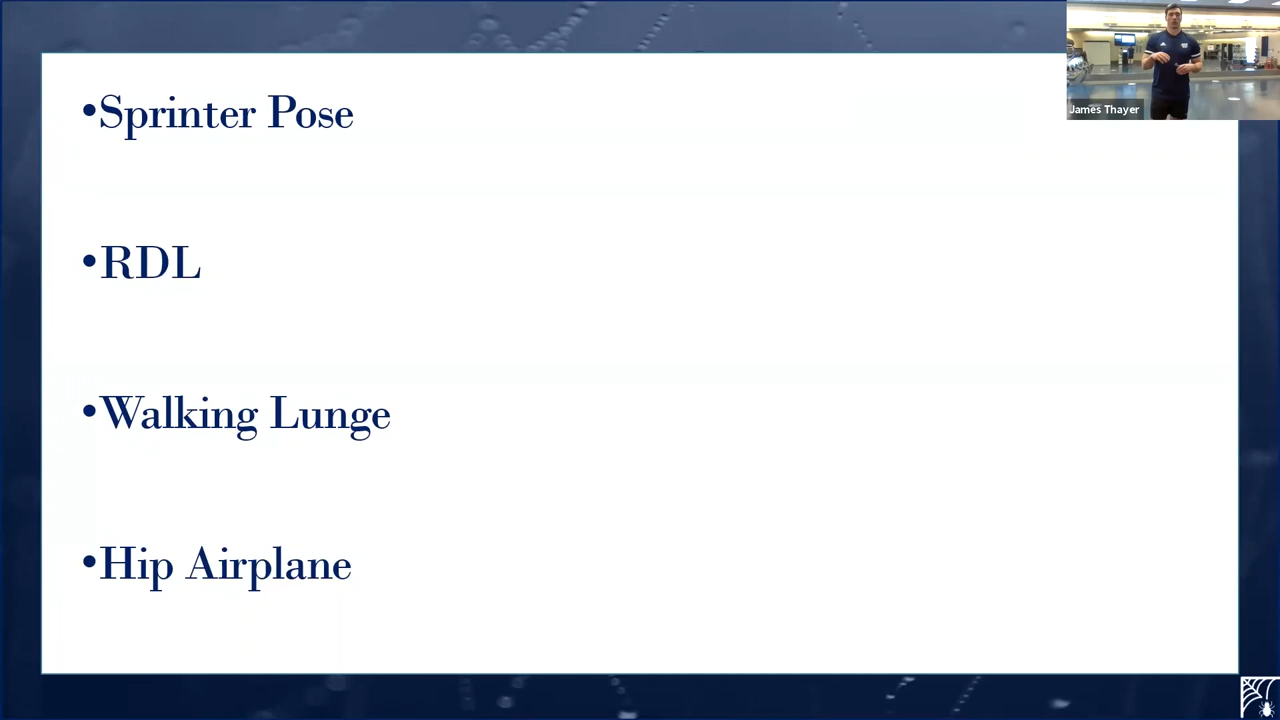 •Sprinter Pose
•RDL
•Walking Lunge
•Hip Airplane
James Thayer